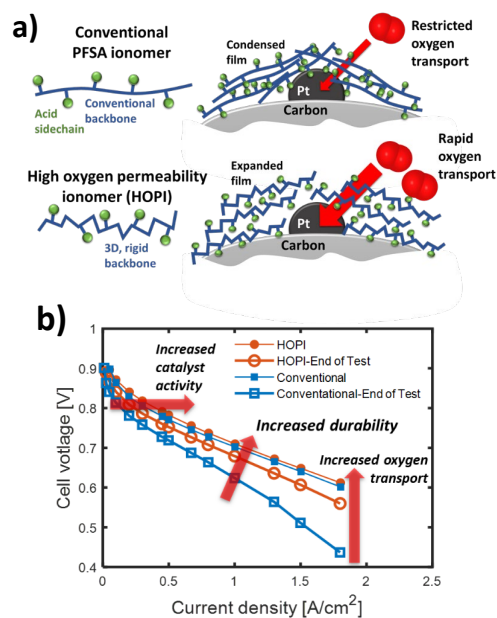 a)
Conventional
PFSA ionomer
Acid
sidechain
Conventional
backbone
Condensed
film
Restricted
oxygen
transport
Pt
Carbon
High oxygen permeability
ionomer (HOPI)
3D, rigid
backbone
Expanded
film
Rapid
oxygen
transport
Pt
Carbon
b)
Cell votlage [V]
1
0.9
0.8
0.7
0.6
0.5
0.4
Increased
catalyst
activity
HOPI
HOPI-End of Test
Conventional
Conventational-End of Test
Increased durability
Increased oxygen
transport
0
0.5
1
1.5
2
2.5
Current density [A/cm²]